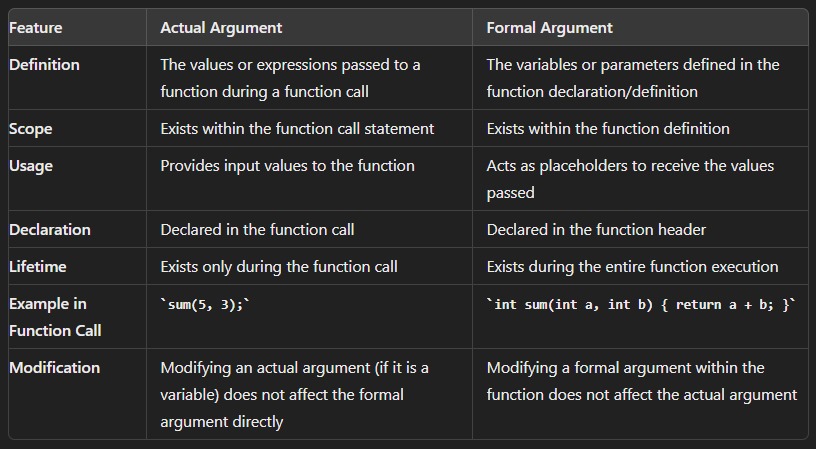 Feature Actual Argument Formal Argument
Definition The values or expressions passed to a The variables or parameters defined in the
function during a function call function declaration/definition
Scope Exists within the function call statement Exists within the function definition
Usage Provides input values to the function Acts as placeholders to receive the values
passed
Declaration Declared in the function call Declared in the function header
Lifetime Exists only during the function call Exists during the entire function execution
Example in `sum(5, 3);` `int sum(int a, int b) { return a + b; }`
Function Call
Modification Modifying an actual argument (if it is a Modifying a formal argument within the
variable) does not affect the formal function does not affect the actual argument
argument directly